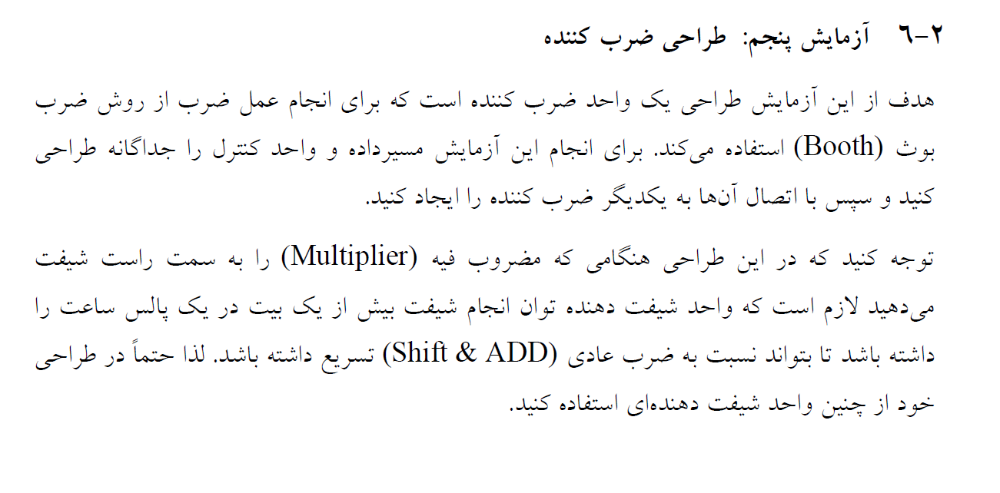 ۲-۶ آزمایش پنجم: طراحی ضرب کننده
هدف از این آزمایش طراحی یک واحد ضرب کننده است که برای انجام عمل ضرب از روش ضرب
بوث (Booth) استفاده می‌کند. برای انجام این آزمایش مسیرداده و واحد کنترل را جداگانه طراحی
کنید و سپس با اتصال آن‌ها به یکدیگر ضرب کننده را ایجاد کنید.
توجه کنید که در این طراحی هنگامی که مضروب فیه (Multiplier) را به سمت راست شیفت
می‌دهید لازم است که واحد شیفت دهنده توان انجام شیفت بیش از یک بیت در یک پالس ساعت را
داشته باشد تا بتواند نسبت به ضرب عادی (Shift & ADD) تسریع داشته باشد. لذا حتماً در طراحی
خود از چنین واحد شیفت دهنده‌ای استفاده کنید.